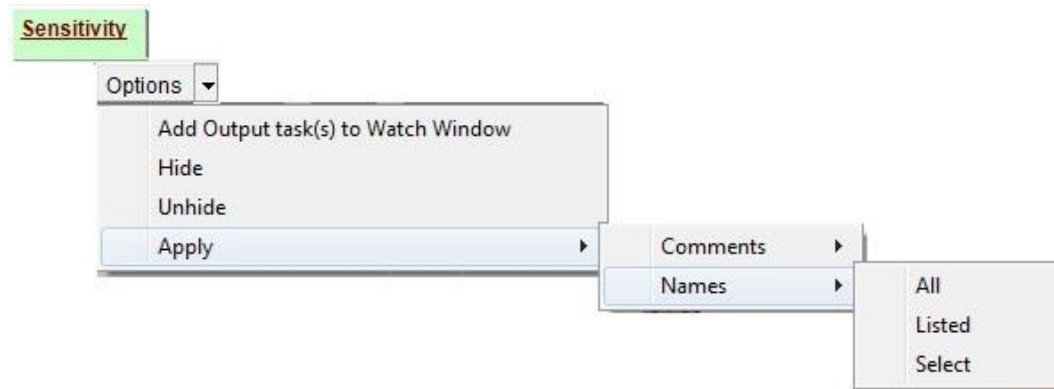 Sensitivity
Options
Add Output task(s) to Watch Window
Hide
Unhide
Apply
Comments
Names
All
Listed
Select